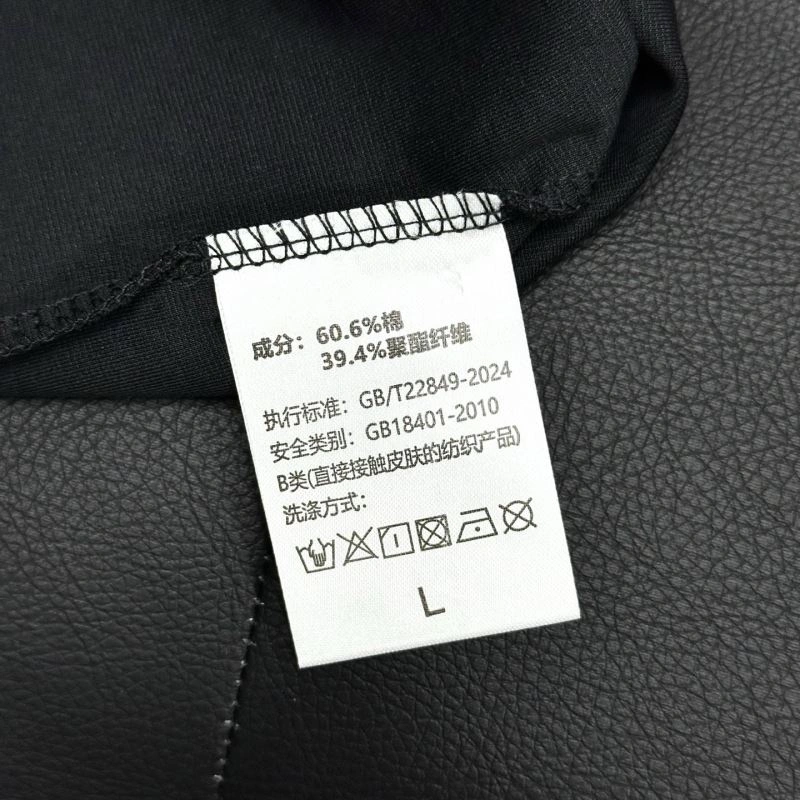 成分：60.6%棉
39.4%聚酯纤维
执行标准：GB/T22849-2024
安全类别：GB18401-2010
B类(直接接触皮肤的纺织产品)
洗涤方式：
L